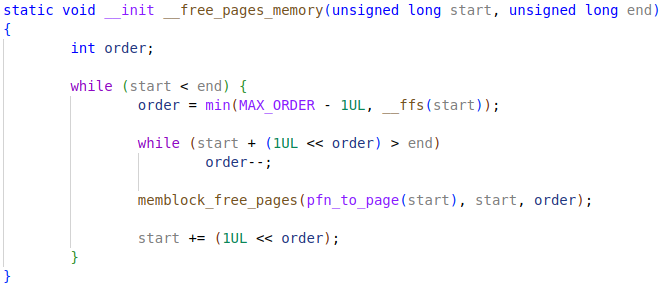 static void __init __free_pages_memory(unsigned long start, unsigned long end)
{
        int order;

        while (start < end) {
                order = min(MAX_ORDER - 1UL, __ffs(start));

                while (start + (1UL << order) > end)
                        order--;

                memblock_free_pages(pfn_to_page(start), start, order);

                start += (1UL << order);
        }
}